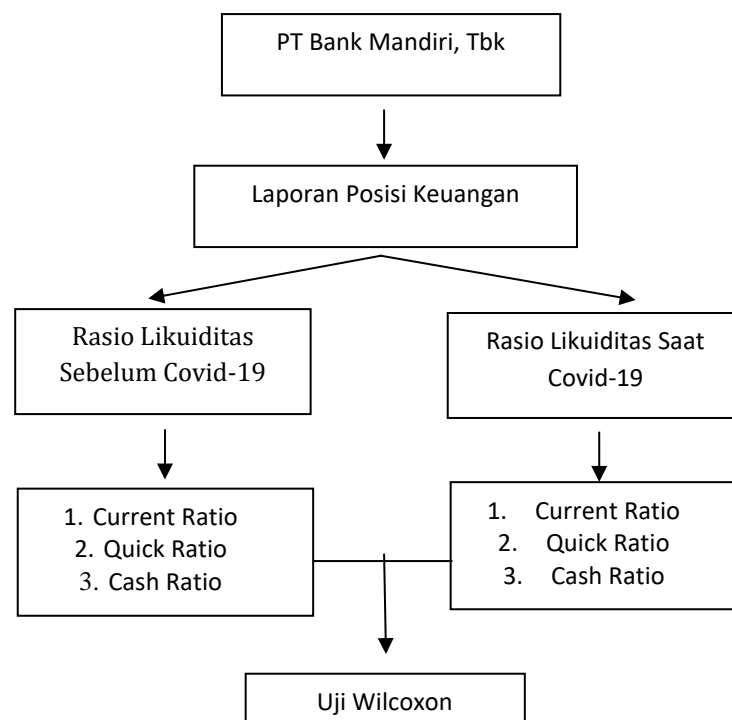 PT Bank Mandiri, Tbk
Laporan Posisi Keuangan
Rasio Likuiditas
Sebelum Covid-19
Rasio Likuiditas Saat
Covid-19
1. Current Ratio
2. Quick Ratio
3. Cash Ratio
1. Current Ratio
2. Quick Ratio
3. Cash Ratio
Uji Wilcoxon